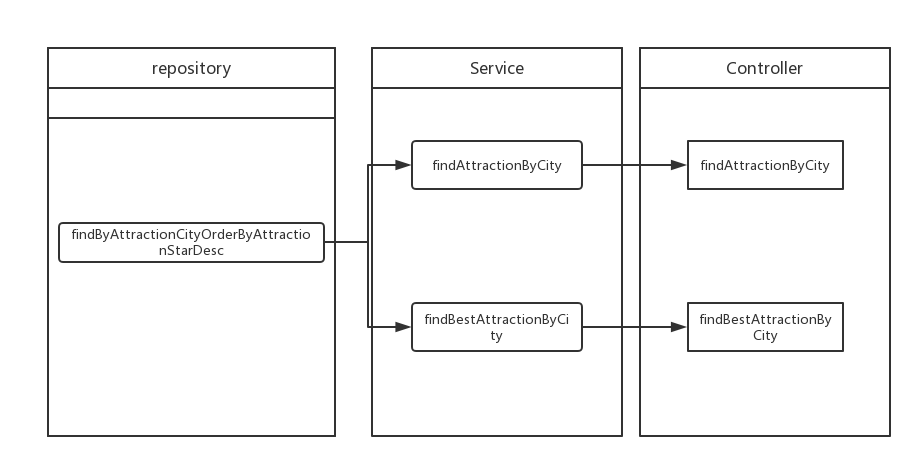 repository
Service
Controller
findAttractionByCity
findAttractionByCity
findByAttractionCityOrderByAttractio
nStarDesc
findBestAttractionByCi
ty
findBestAttractionBy
City